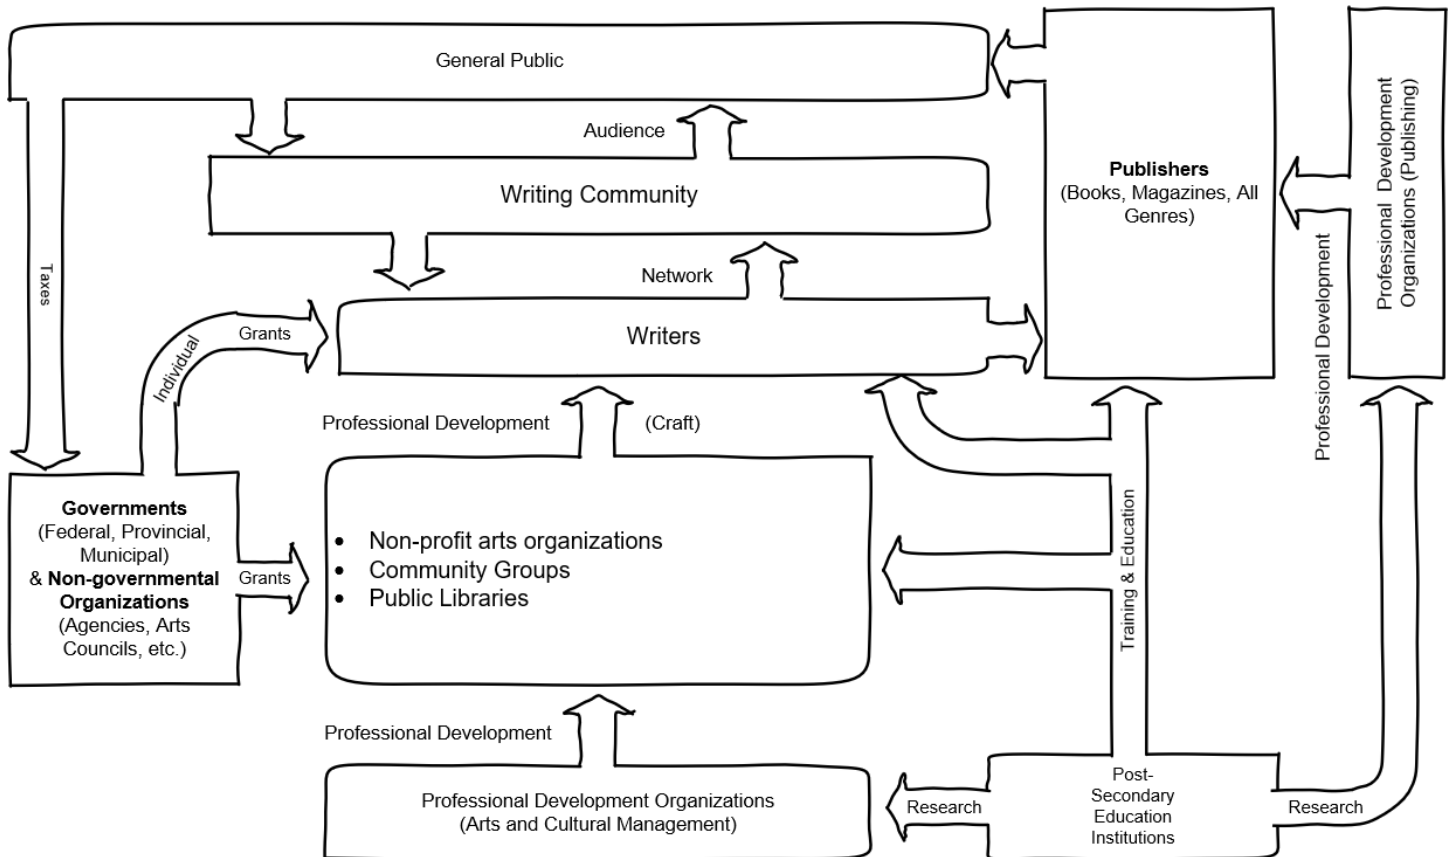 General Public
Audience
Writing Community
Network
Writers
Publishers
(Books, Magazines, All
Genres)
Professional Development
Organizations (Publishing)
Professional Development
Taxes
Individual
Grants
Professional Development
(Craft)
Governments
(Federal, Provincial,
Municipal)
& Non-governmental
Organizations
(Agencies, Arts
Councils, etc.)
Grants
• Non-profit arts organizations
• Community Groups
• Public Libraries
Training & Education
Professional Development
Professional Development Organizations
(Arts and Cultural Management)
Research
Post-
Secondary
Education
Institutions
Research